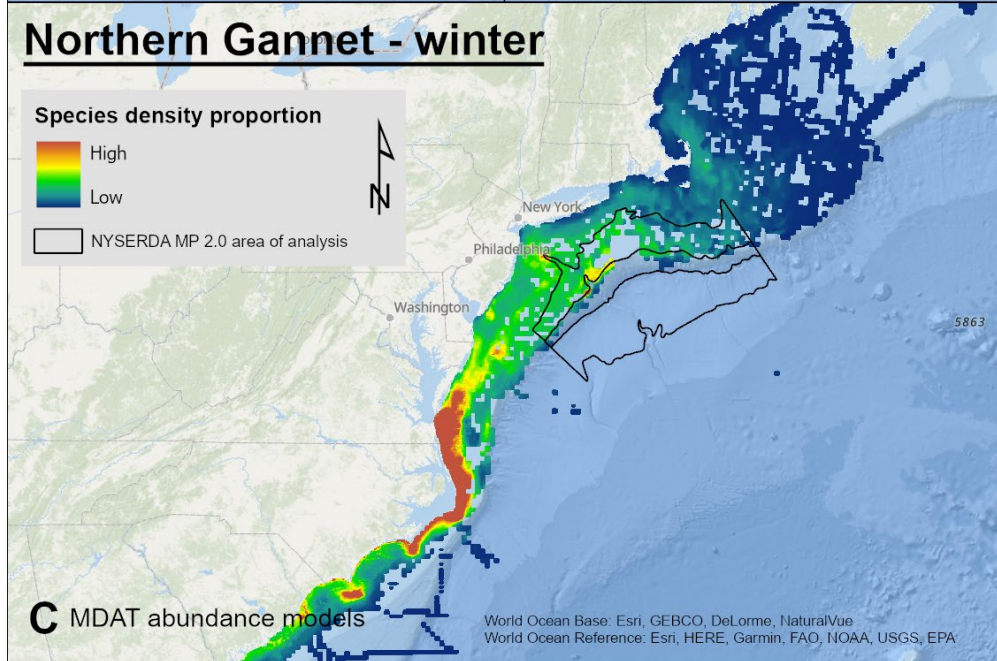 Northern Gannet - winter
Species density proportion
High
Low
N
NYSERDA MP 2.0 area of analysis
New York
Philadelphia
Washington
5863
C MDAT abundance models
World Ocean Base: Esri, GEBCO, DeLorme, NaturalVue
World Ocean Reference: Esri, HERE, Garmin, FAO, NOAA, USGS, EPA